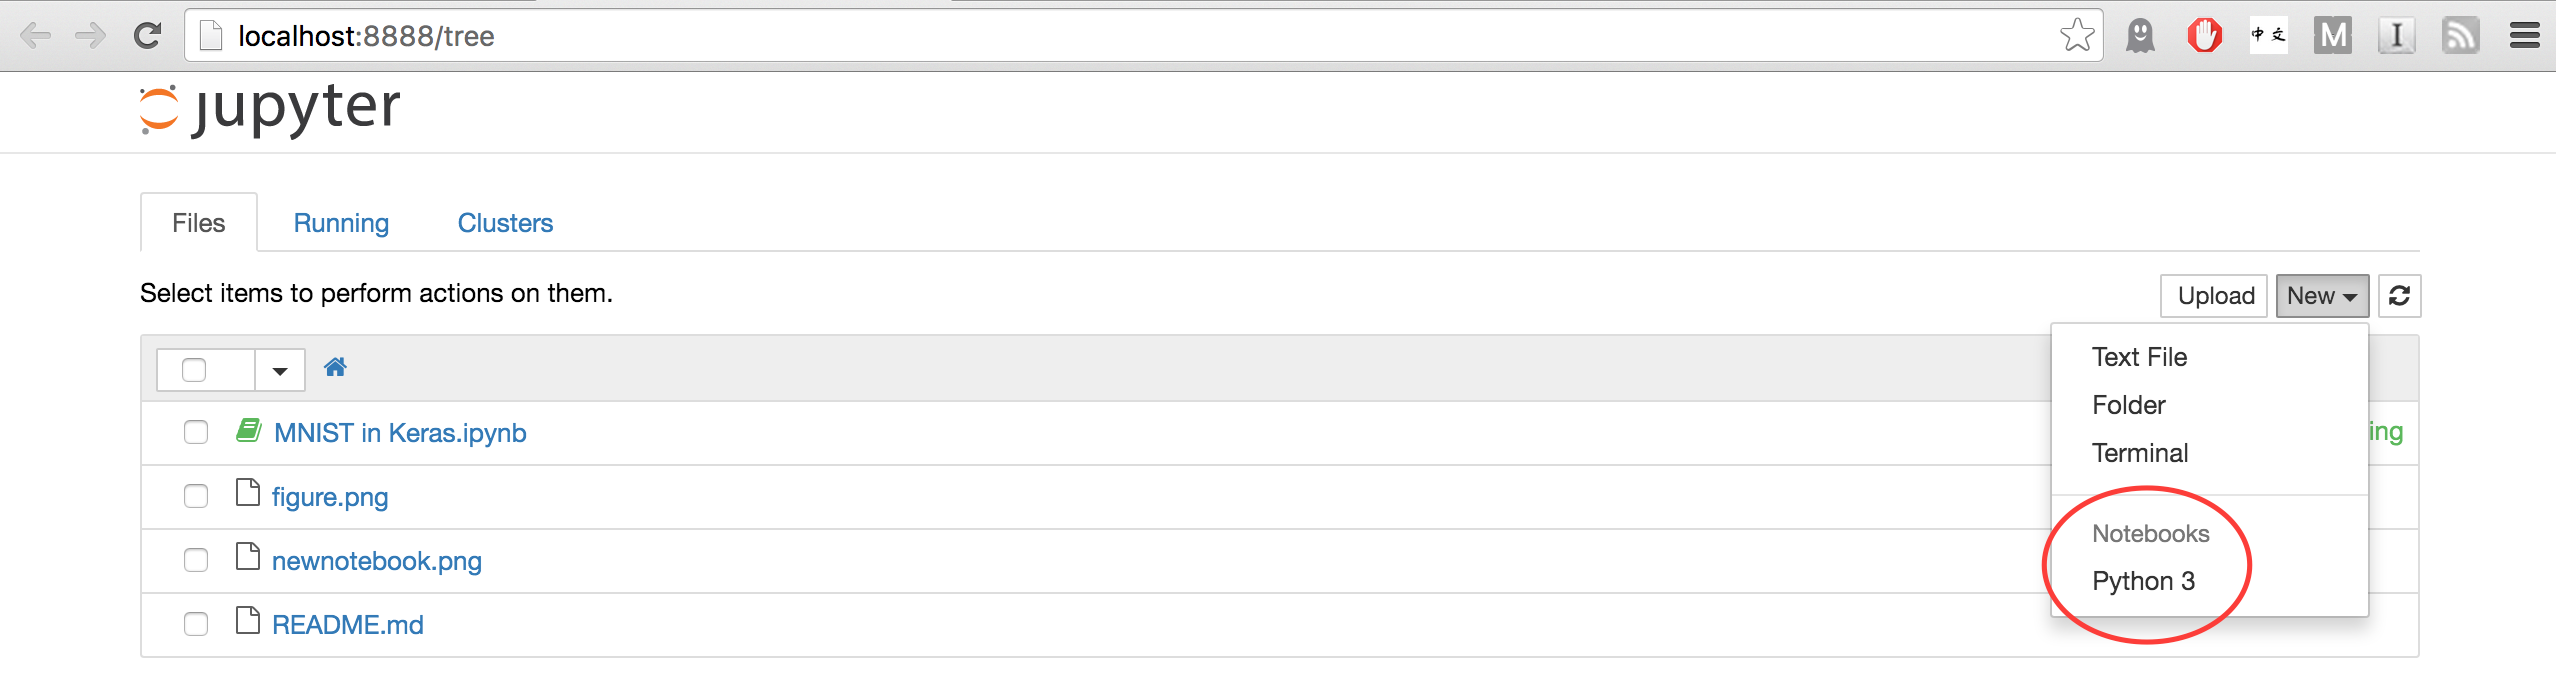 localhost:8888/tree
中文
M
I
jupyter
Files Running Clusters
Select items to perform actions on them.
Upload New
Text File
Folder
MNIST in Keras.ipynb
ing
Terminal
figure.png
Notebooks
newnotebook.png
Python 3
README.md